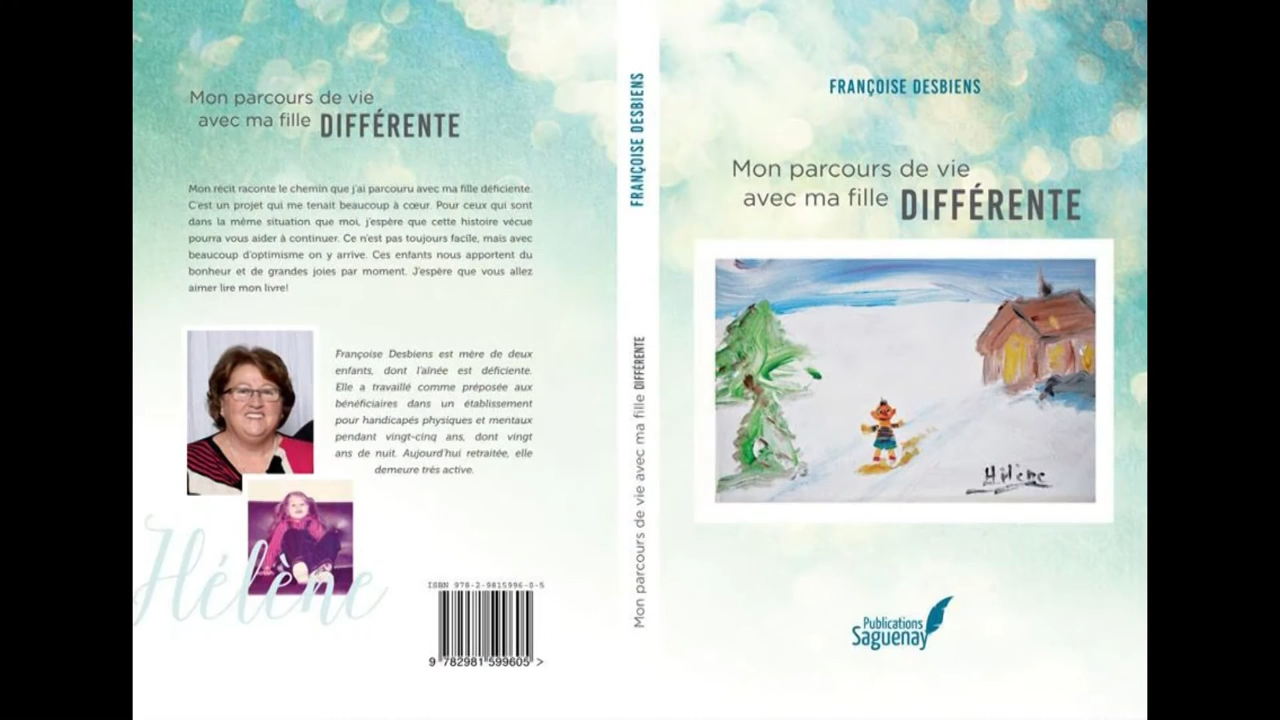 Mon parcours de vie
avec ma fille DIFFÉRENTE
Mon récit raconte le chemin que j'ai parcouru avec ma fille déficiente.
C'est un projet qui me tenait beaucoup à cœur. Pour ceux qui sont
dans la même situation que moi, j'espère que cette histoire vécue
pourra vous aider à continuer. Ce n'est pas toujours facile, mais avec
beaucoup d'optimisme on y arrive. Ces enfants nous apportent du
bonheur et de grandes joies par moment. J'espère que vous allez
aimer lire mon livre!
Françoise Desbiens est mère de deux
enfants, dont l'aînée est déficiente.
Elle a travaillé comme préposée aux
bénéficiaires dans un établissement
pour handicapés physiques et mentaux
pendant vingt-cinq ans, dont vingt
ans de nuit. Aujourd'hui retraitée, elle
demeure très active.
Hélène
ISBN 978-2-9815996-0-5
9 782981 599605 >
FRANÇOISE DESBIENS
Mon parcours de vie avec ma fille DIFFÉRENTE
FRANÇOISE DESBIENS
Mon parcours de vie
avec ma fille DIFFÉRENTE
Hélène
Publications
Saguenay